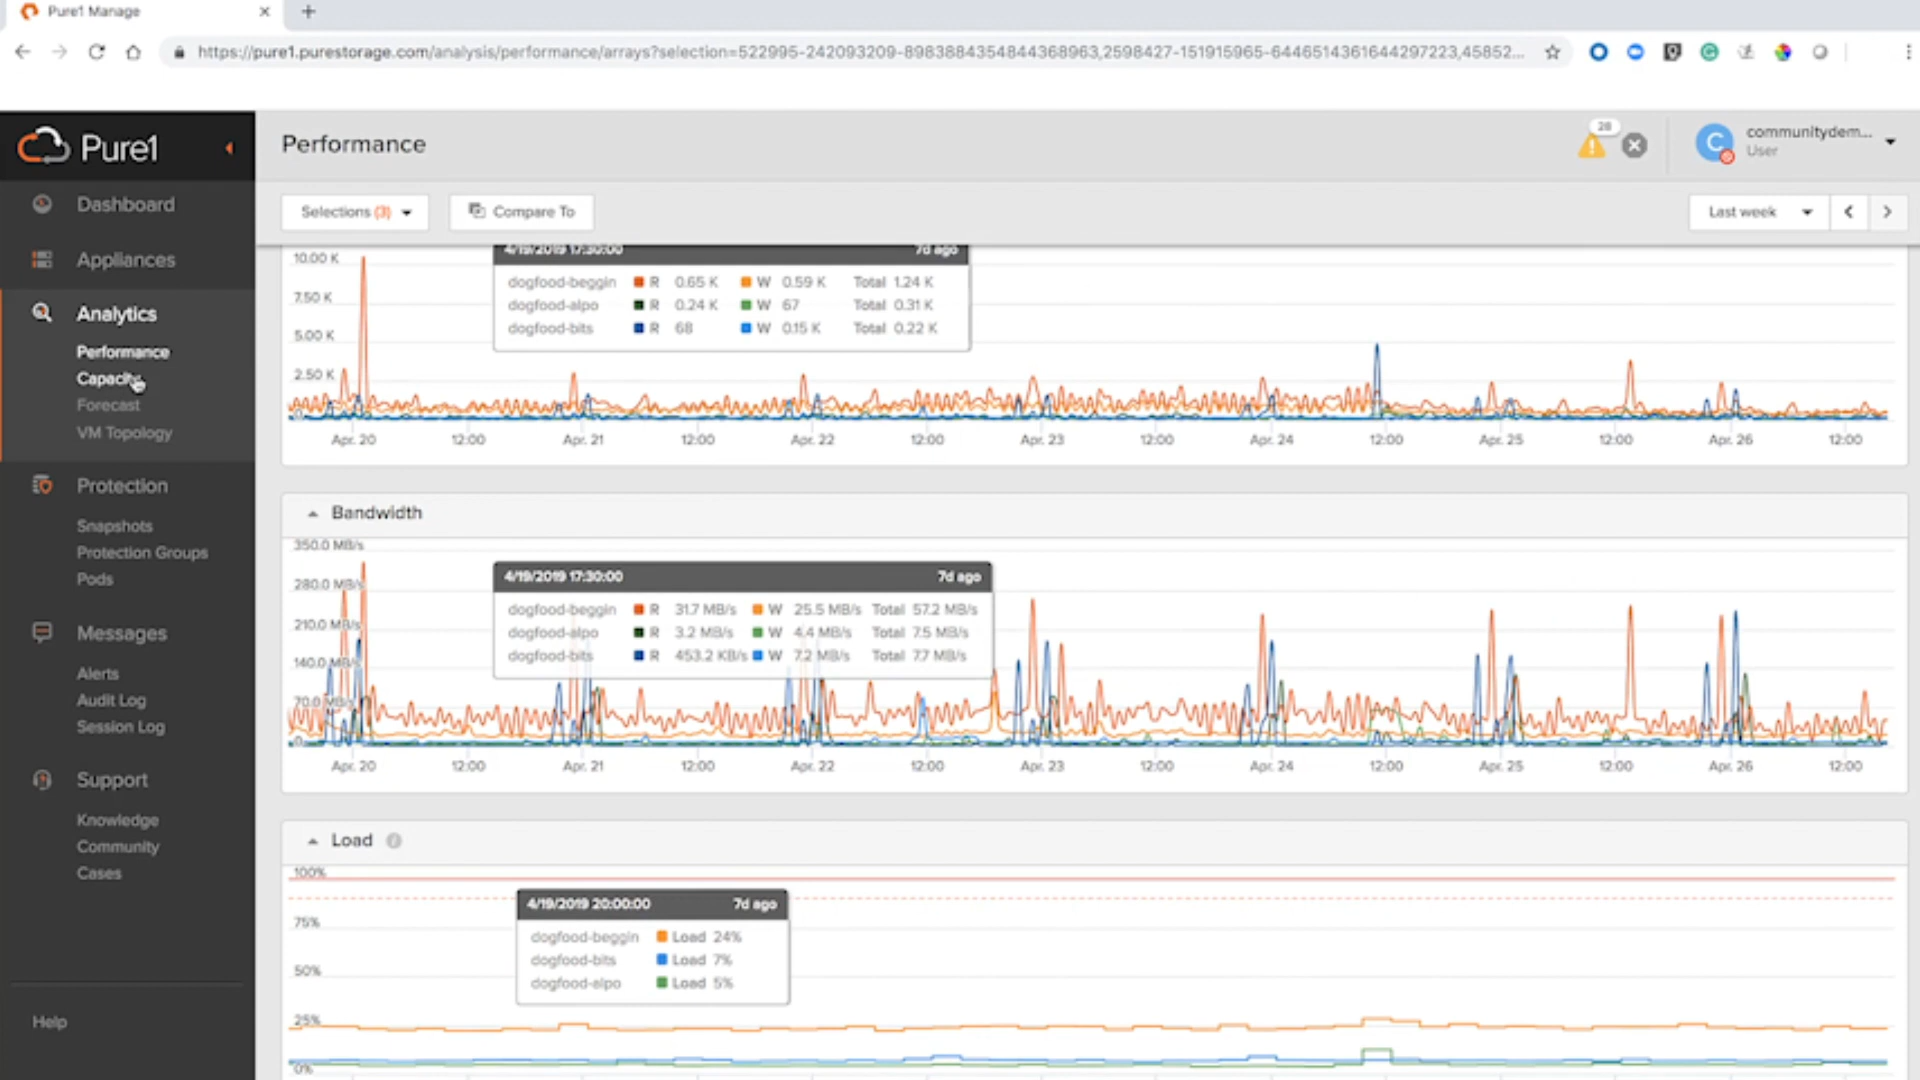 Pure1 Manage
https://pure1.purestorage.com/analysis/performance/arrays?selection=522995-242093209-8983884354844368963,2598427-151915965-6446514361644297223,45852...
Pure1
Performance
28
C
communitydem...
User
Dashboard
Appliances
Analytics
Performance
Capacity
Forecast
VM Topology
Protection
Snapshots
Protection Groups
Pods
Messages
Alerts
Audit Log
Session Log
Support
Knowledge
Community
Cases
Help
Selections (3)
Compare To
Last week
10.00 K
7.50 K
5.00 K
2.50 K
0
4/19/2019 17:30:00 7d ago
dogfood-beggin R 0.65 K W 0.59 K Total 1.24 K
dogfood-alpo R 0.24 K W 67 Total 0.31 K
dogfood-bits R 68 W 0.15 K Total 0.22 K
Apr. 20 12:00 Apr. 21 12:00 Apr. 22 12:00 Apr. 23 12:00 Apr. 24 12:00 Apr. 25 12:00 Apr. 26 12:00
Bandwidth
350.0 MB/s
280.0 MB/s
210.0 MB/s
140.0 MB/s
70.0 MB/s
0
4/19/2019 17:30:00 7d ago
dogfood-beggin R 31.7 MB/s W 25.5 MB/s Total 57.2 MB/s
dogfood-alpo R 3.2 MB/s W 4.4 MB/s Total 7.5 MB/s
dogfood-bits R 453.2 KB/s W 7.2 MB/s Total 7.7 MB/s
Apr. 20 12:00 Apr. 21 12:00 Apr. 22 12:00 Apr. 23 12:00 Apr. 24 12:00 Apr. 25 12:00 Apr. 26 12:00
Load
100%
75%
50%
25%
0%
4/19/2019 20:00:00 7d ago
dogfood-beggin Load 24%
dogfood-bits Load 7%
dogfood-alpo Load 5%